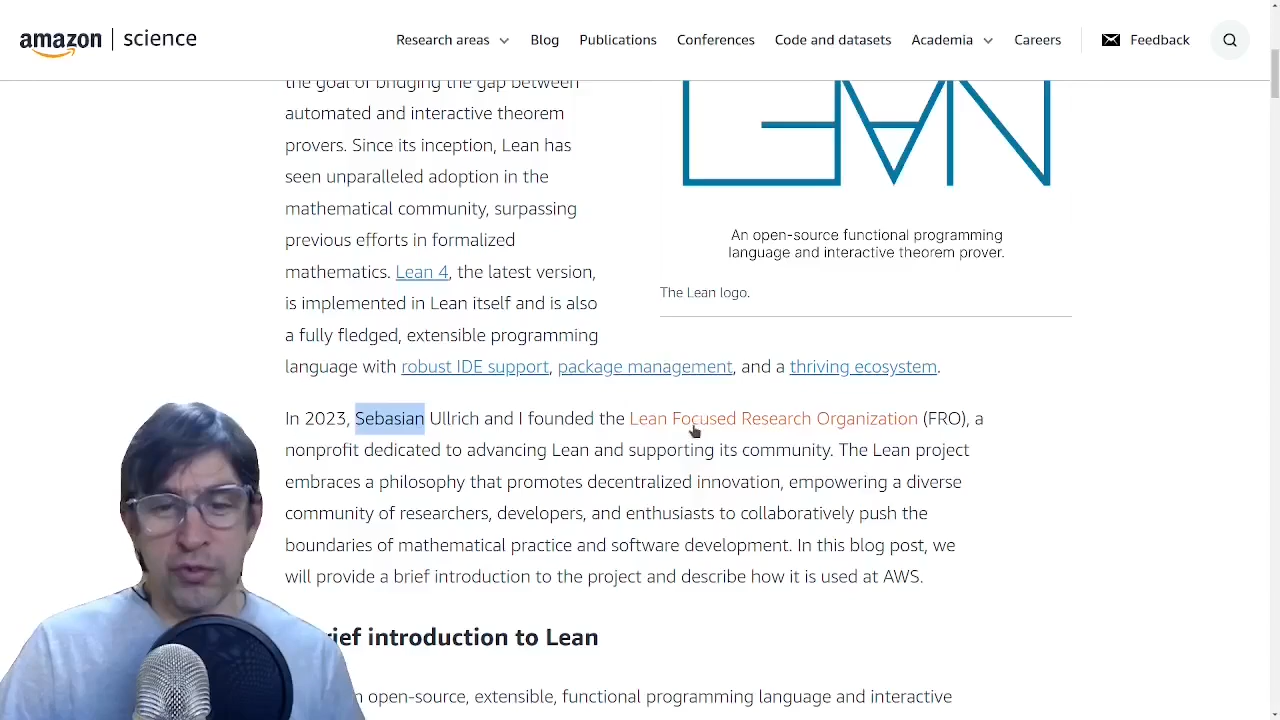 amazon | science
Research areas
Blog
Publications
Conferences
Code and datasets
Academia
Careers
Feedback
the goal of bridging the gap between
automated and interactive theorem
provers. Since its inception, Lean has
seen unparalleled adoption in the
mathematical community, surpassing
previous efforts in formalized
mathematics. Lean 4, the latest version,
is implemented in Lean itself and is also
a fully fledged, extensible programming
language with robust IDE support, package management, and a thriving ecosystem.
LEAN
An open-source functional programming
language and interactive theorem prover.
The Lean logo.
In 2023, Sebasian Ullrich and I founded the Lean Focused Research Organization (FRO), a
nonprofit dedicated to advancing Lean and supporting its community. The Lean project
embraces a philosophy that promotes decentralized innovation, empowering a diverse
community of researchers, developers, and enthusiasts to collaboratively push the
boundaries of mathematical practice and software development. In this blog post, we
will provide a brief introduction to the project and describe how it is used at AWS.
rief introduction to Lean
open-source, extensible, functional programming language and interactive